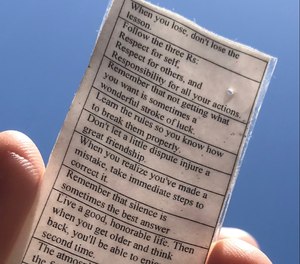 When you lose, don't lose the
lesson.
Follow the three Rs:
Respect for self,
Respect for others, and
Responsibility for all your actions.
Remember that not getting what
you want is sometimes a
wonderful stroke of luck.
Learn the rules so you know how
to break them properly.
Don't let a little dispute injure a
great friendship.
When you realize you've made a
mistake, take immediate steps to
correct it.
Remember that silence is
sometimes the best answer
Live a good, honorable life. Then
when you get older and think
back, you'll be able to
second time.
The